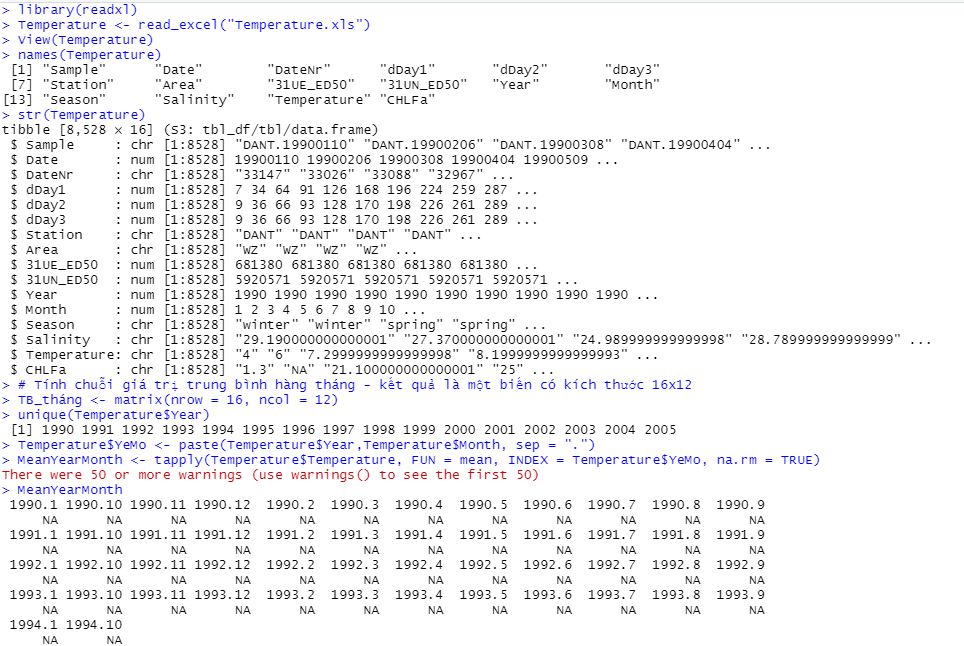 > library(readxl)
> Temperature <- read_excel("Temperature.xls")
> View(Temperature)
> names(Temperature)
 [1] "Sample"      "Date"        "DateNr"      "dDay1"       "dDay2"       "dDay3"
 [7] "Station"     "Area"        "31UE_ED50"   "31UN_ED50"   "Year"        "Month"
[13] "Season"      "Salinity"    "Temperature" "CHLFa"
> str(Temperature)
tibble [8,528 × 16] (S3: tbl_df/tbl/data.frame)
 $ Sample     : chr [1:8528] "DANT.19900110" "DANT.19900206" "DANT.19900308" "DANT.19900404" ...
 $ Date       : num [1:8528] 19900110 19900206 19900308 19900404 19900509 ...
 $ DateNr     : chr [1:8528] "33147" "33026" "33088" "32967" ...
 $ dDay1      : num [1:8528] 7 34 64 91 126 168 196 224 259 287 ...
 $ dDay2      : num [1:8528] 9 36 66 93 128 170 198 226 261 289 ...
 $ dDay3      : num [1:8528] 9 36 66 93 128 170 198 226 261 289 ...
 $ Station    : chr [1:8528] "DANT" "DANT" "DANT" "DANT" ...
 $ Area       : chr [1:8528] "WZ" "WZ" "WZ" "WZ" ...
 $ 31UE_ED50  : num [1:8528] 681380 681380 681380 681380 681380 ...
 $ 31UN_ED50  : num [1:8528] 5920571 5920571 5920571 5920571 5920571 ...
 $ Year       : num [1:8528] 1990 1990 1990 1990 1990 1990 1990 1990 1990 1990 ...
 $ Month      : num [1:8528] 1 2 3 4 5 6 7 8 9 10 ...
 $ Season     : chr [1:8528] "winter" "winter" "spring" "spring" ...
 $ Salinity   : chr [1:8528] "29.190000000000001" "27.370000000000001" "24.989999999999998" "28.789999999999999" ...
 $ Temperature: chr [1:8528] "4" "6" "7.2999999999999998" "8.1999999999999993" ...
 $ CHLFa      : chr [1:8528] "1.3" "NA" "21.100000000000001" "25" ...
> # Tính chuỗi giá trị trung bình hàng tháng - kết quả là một biến có kích thước 16x12
> TB_tháng <- matrix(nrow = 16, ncol = 12)
> unique(Temperature$Year)
 [1] 1990 1991 1992 1993 1994 1995 1996 1997 1998 1999 2000 2001 2002 2003 2004 2005
> Temperature$YeMo <- paste(Temperature$Year,Temperature$Month, sep = ".")
> MeanYearMonth <- tapply(Temperature$Temperature, FUN = mean, INDEX = Temperature$YeMo, na.rm = TRUE)
There were 50 or more warnings (use warnings() to see the first 50)
> MeanYearMonth
 1990.1 1990.10 1990.11 1990.12  1990.2  1990.3  1990.4  1990.5  1990.6  1990.7  1990.8  1990.9
     NA      NA      NA      NA      NA      NA      NA      NA      NA      NA      NA      NA
 1991.1 1991.10 1991.11 1991.12  1991.2  1991.3  1991.4  1991.5  1991.6  1991.7  1991.8  1991.9
     NA      NA      NA      NA      NA      NA      NA      NA      NA      NA      NA      NA
 1992.1 1992.10 1992.11 1992.12  1992.2  1992.3  1992.4  1992.5  1992.6  1992.7  1992.8  1992.9
     NA      NA      NA      NA      NA      NA      NA      NA      NA      NA      NA      NA
 1993.1 1993.10 1993.11 1993.12  1993.2  1993.3  1993.4  1993.5  1993.6  1993.7  1993.8  1993.9
     NA      NA      NA      NA      NA      NA      NA      NA      NA      NA      NA      NA
 1994.1 1994.10
     NA      NA